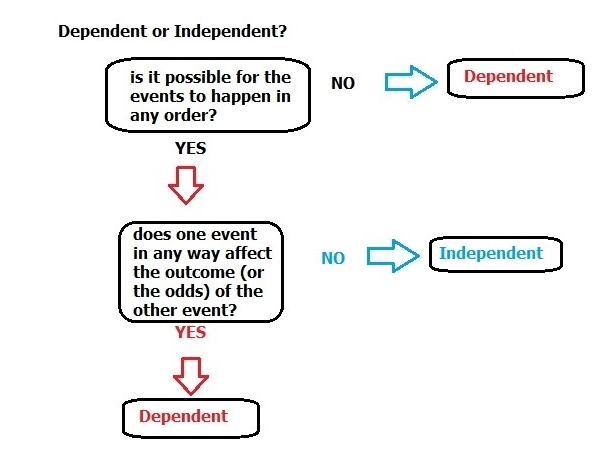 Dependent or Independent?
is it possible for the
events to happen in
any order?
NO
Dependent
YES
does one event
in any way affect
the outcome (or
the odds) of the
other event?
NO
Independent
YES
Dependent